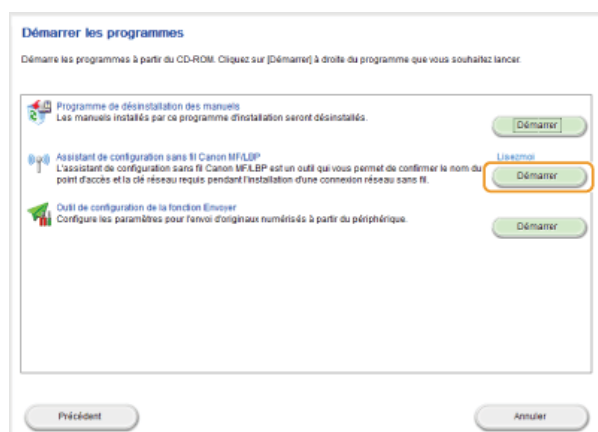 Démarrer les programmes
Démarre les programmes à partir du CD-ROM. Cliquez sur [Démarrer] à droite du programme que vous souhaitez lancer.
Programme de désinstallation des manuels
Les manuels installés par ce programme d'installation seront désinstallés.
Démarrer
Assistant de configuration sans fil Canon MF/LBP
Lisezmoi
L'assistant de configuration sans fil Canon MF/LBP est un outil qui vous permet de confirmer le nom du
point d'accès et la clé réseau requis pendant l'installation d'une connexion réseau sans fil.
Démarrer
Outil de configuration de la fonction Envoyer
Configure les paramètres pour l'envoi d'originaux numérisés à partir du périphérique.
Démarrer
Précédent
Annuler